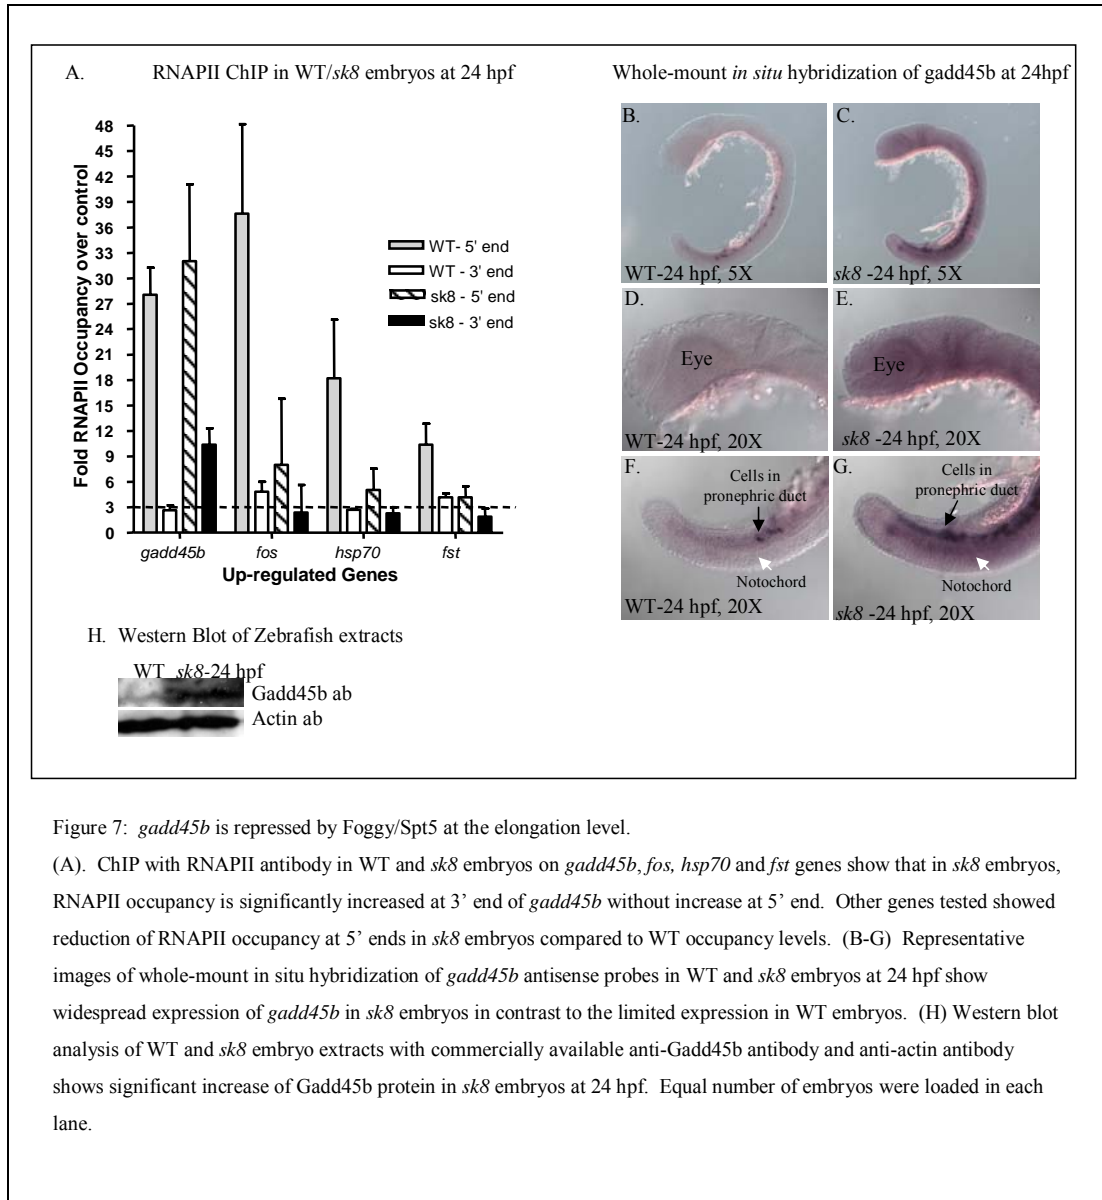 A. RNAPII ChIP in WT/sk8 embryos at 24 hpf
Fold RNAPII Occupancy over control
48
45
42
39
36
33
30
27
24
21
18
15
12
9
6
3
0
WT- 5' end
WT - 3' end
sk8 - 5' end
sk8 - 3' end
gadd45b fos hsp70 fst
Up-regulated Genes
Whole-mount in situ hybridization of gadd45b at 24hpf
B.
WT-24 hpf, 5X
C.
sk8 -24 hpf, 5X
D.
Eye
WT-24 hpf, 20X
E.
Eye
sk8 -24 hpf, 20X
F.
Cells in
pronephric duct
Notochord
WT-24 hpf, 20X
G.
Cells in
pronephric duct
Notochord
sk8 -24 hpf, 20X
H. Western Blot of Zebrafish extracts
WT sk8-24 hpf
Gadd45b ab
Actin ab
Figure 7: gadd45b is repressed by Foggy/Spt5 at the elongation level.
(A). ChIP with RNAPII antibody in WT and sk8 embryos on gadd45b, fos, hsp70 and fst genes show that in sk8 embryos,
RNAPII occupancy is significantly increased at 3' end of gadd45b without increase at 5' end. Other genes tested showed
reduction of RNAPII occupancy at 5' ends in sk8 embryos compared to WT occupancy levels. (B-G) Representative
images of whole-mount in situ hybridization of gadd45b antisense probes in WT and sk8 embryos at 24 hpf show
widespread expression of gadd45b in sk8 embryos in contrast to the limited expression in WT embryos. (H) Western blot
analysis of WT and sk8 embryo extracts with commercially available anti-Gadd45b antibody and anti-actin antibody
shows significant increase of Gadd45b protein in sk8 embryos at 24 hpf. Equal number of embryos were loaded in each
lane.